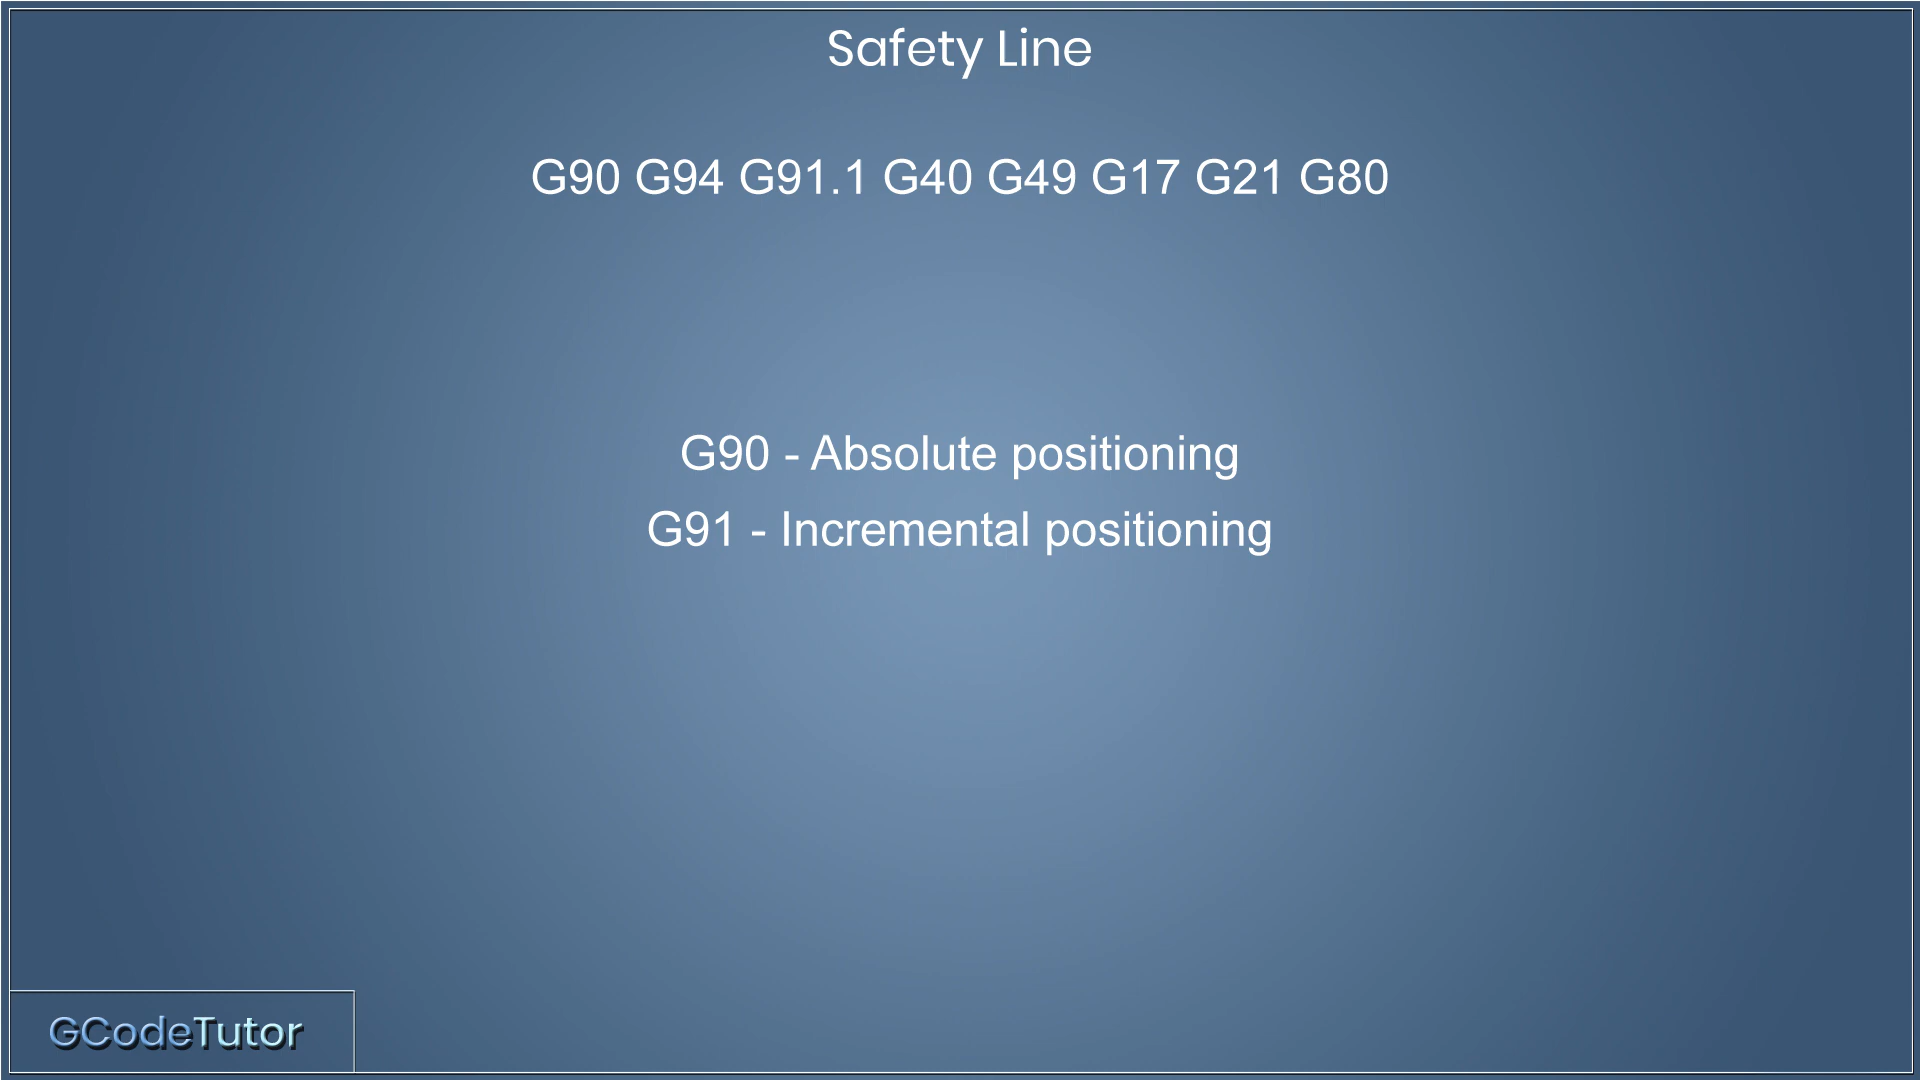 Safety Line
G90 G94 G91.1 G40 G49 G17 G21 G80
G90 - Absolute positioning
G91 - Incremental positioning
GCodeTutor